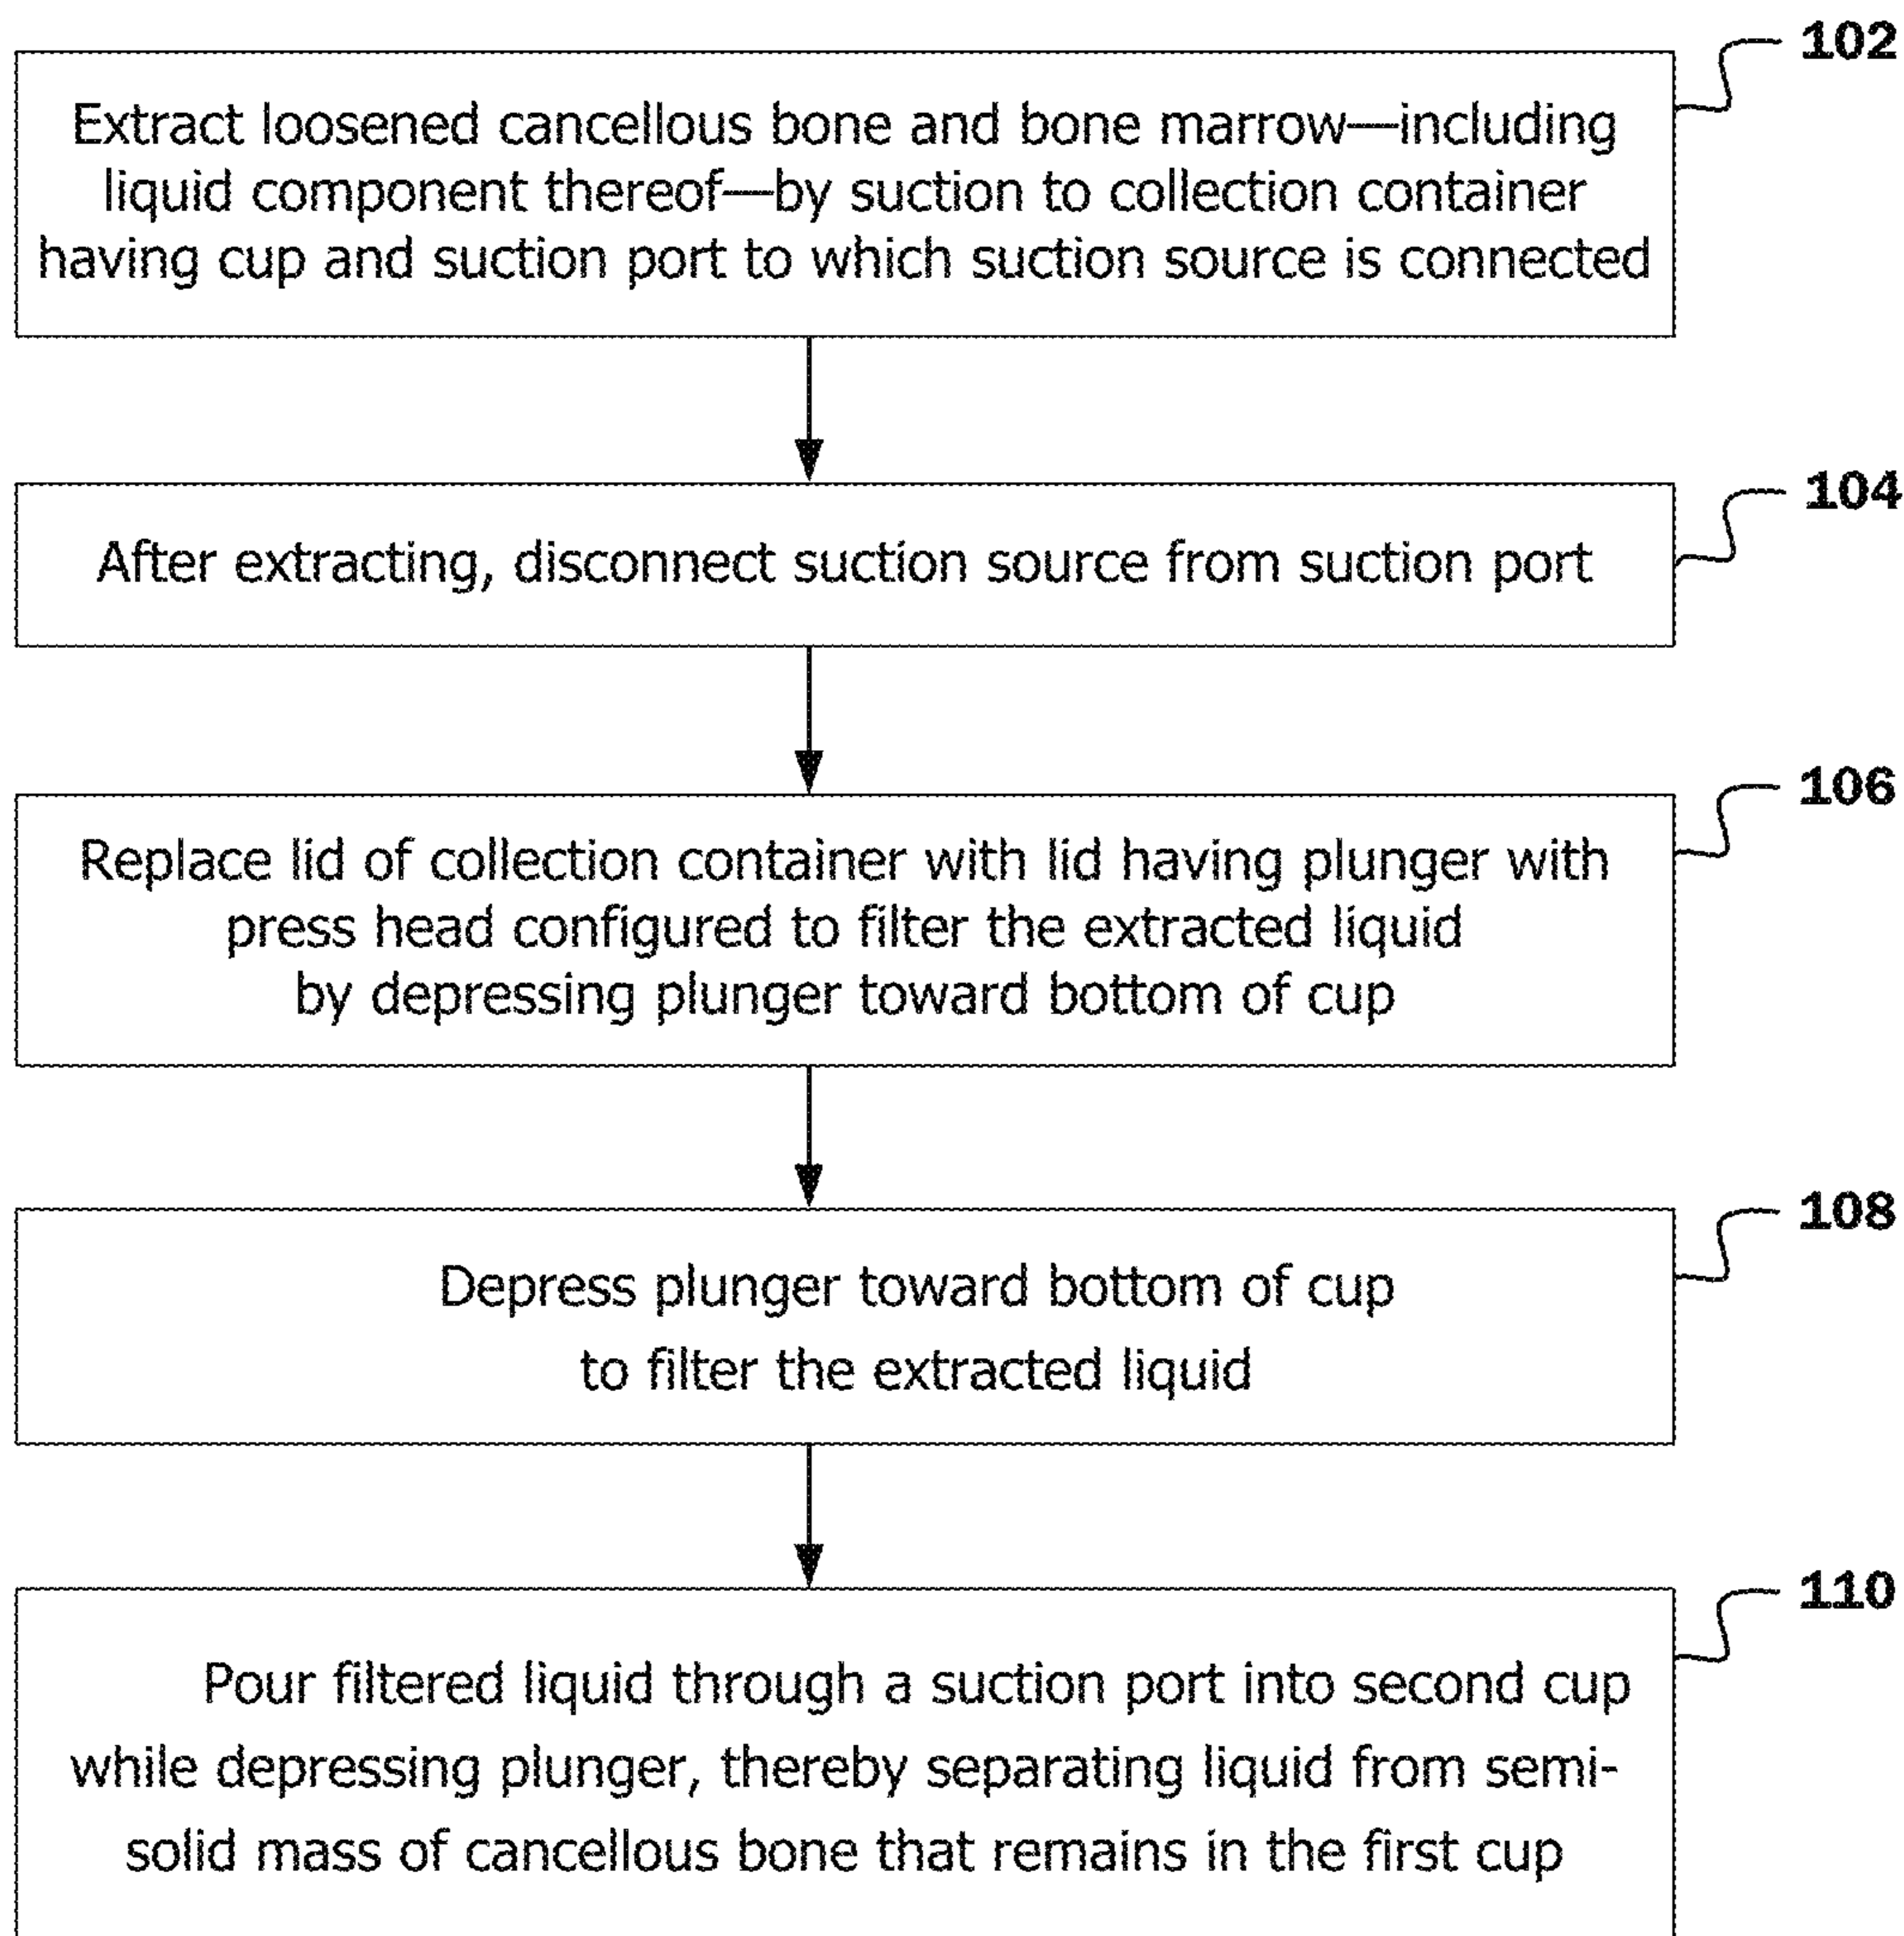 102
Extract loosened cancellous bone and bone marrow—including
liquid component thereof—by suction to collection container
having cup and suction port to which suction source is connected
104
After extracting, disconnect suction source from suction port
106
Replace lid of collection container with lid having plunger with
press head configured to filter the extracted liquid
by depressing plunger toward bottom of cup
108
Depress plunger toward bottom of cup
to filter the extracted liquid
110
Pour filtered liquid through a suction port into second cup
while depressing plunger, thereby separating liquid from semi-
solid mass of cancellous bone that remains in the first cup